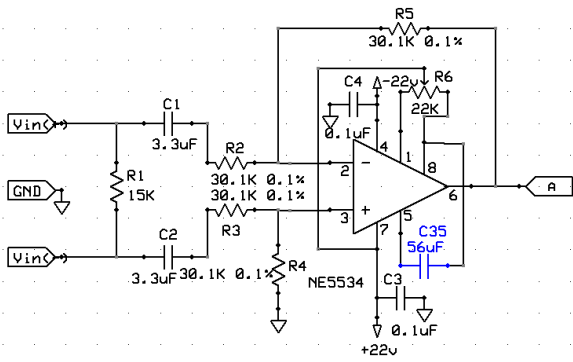 R5
30.1K 0.1%
C4
-22v
R6
22K
C1
Vin(
3.3uF
0.1uF
R2
4
1
8
-
2
30.1K 0.1%
R1
15K
GND
30.1K 0.1%
A
6
+
3
R3
7
5
C35
56uF
C2
Vin(
3.3uF
30.1K 0.1%
R4
NE5534
C3
0.1uF
+22v